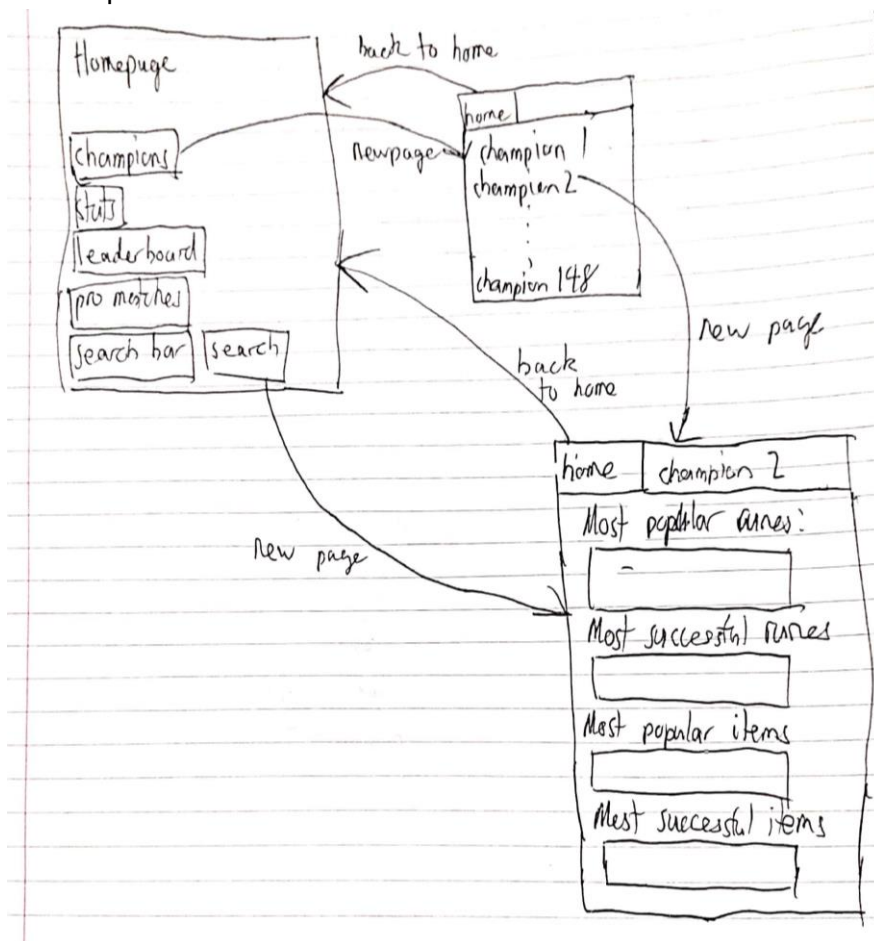 Homepage
champions
stats
leaderboard
pro matches
search bar
search
back to home
new page
home
champion 1
champion 2
champion 148
new page
back
to home
new page
home
champion 2
Most popular runes:
Most successful runes
Most popular items
Most successful items